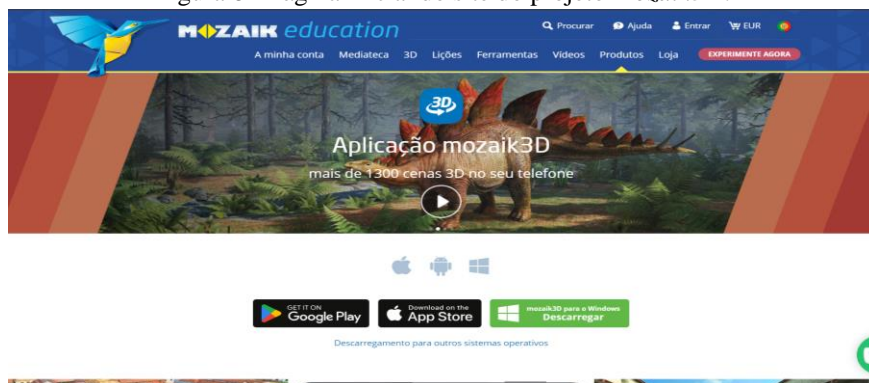 MOZAIK education
Procurar Ajuda Entrar EUR
A minha conta Mediateca 3D Lições Ferramentas Vídeos Produtos Loja EXPERIMENTE AGORA
3D
Aplicação mozaik3D
mais de 1300 cenas 3D no seu telefone
GET IT ON
Google Play
Download on the
App Store
mozaik3D para o Windows
Descarregar
Descarregamento para outros sistemas operativos